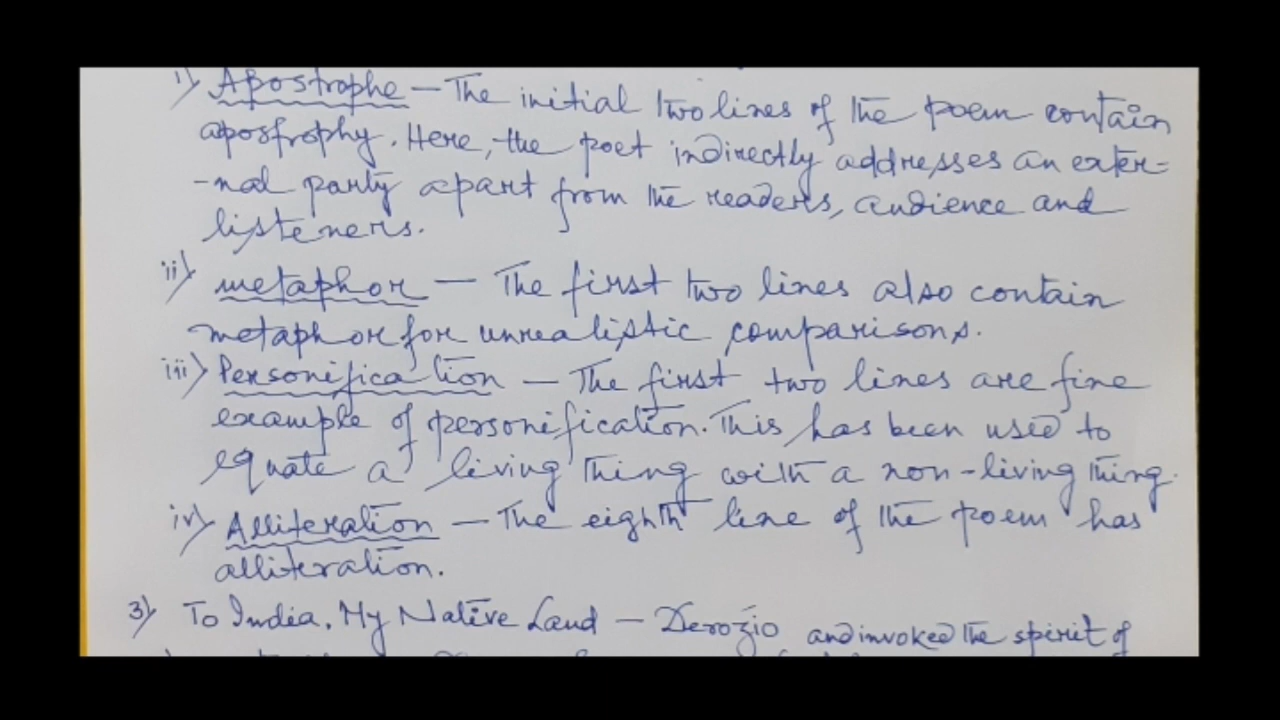 i) Apostrophe – The initial two lines of the poem contain
apostrophy. Here, the poet indirectly addresses an exter-
-nal party apart from the readers, audience and
listeners.
ii) metaphor – The first two lines also contain
metaphor for unrealistic comparisons.
iii) Personification – The first two lines are fine
example of personification. This has been used to
equate a living thing with a non-living thing.
iv) Alliteration – The eighth line of the poem has
alliteration.
3) To India, My Native Land – Derozio and invoked the spirit of